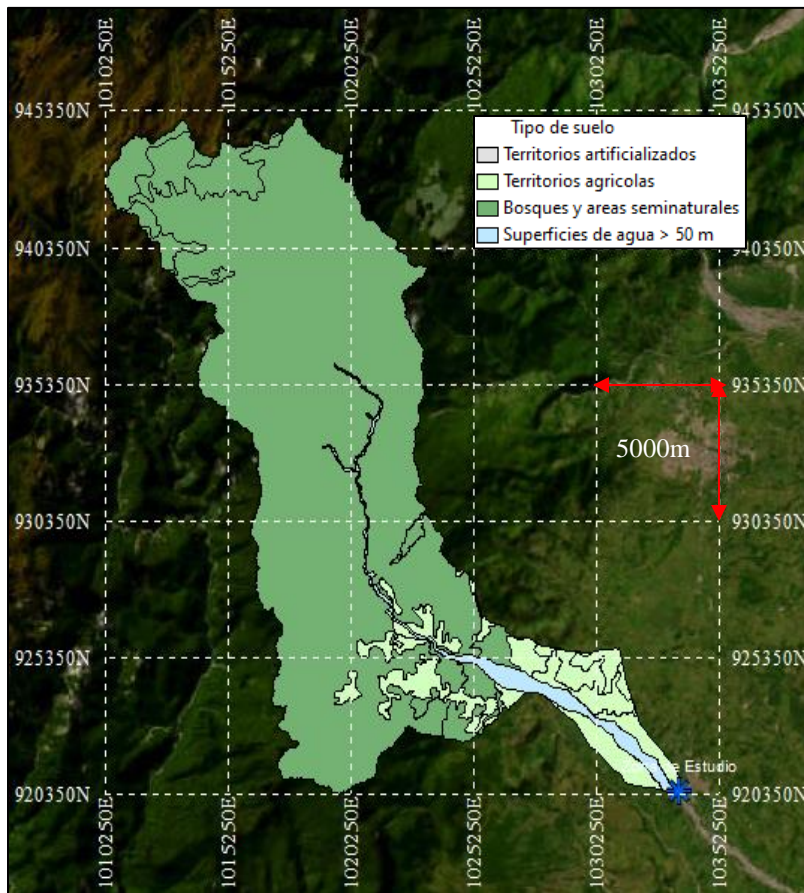 1010250E
1015250E
1020250E
1025250E
1030250E
1035250E
945350N
945350N
Tipo de suelo
Territorios artificializados
Territorios agricolas
Bosques y areas seminaturales
Superficies de agua > 50 m
940350N
940350N
935350N
935350N
5000m
930350N
930350N
925350N
925350N
de Estudio
920350N
920350N
1010250E
1015250E
1020250E
1025250E
1030250E
1035250E